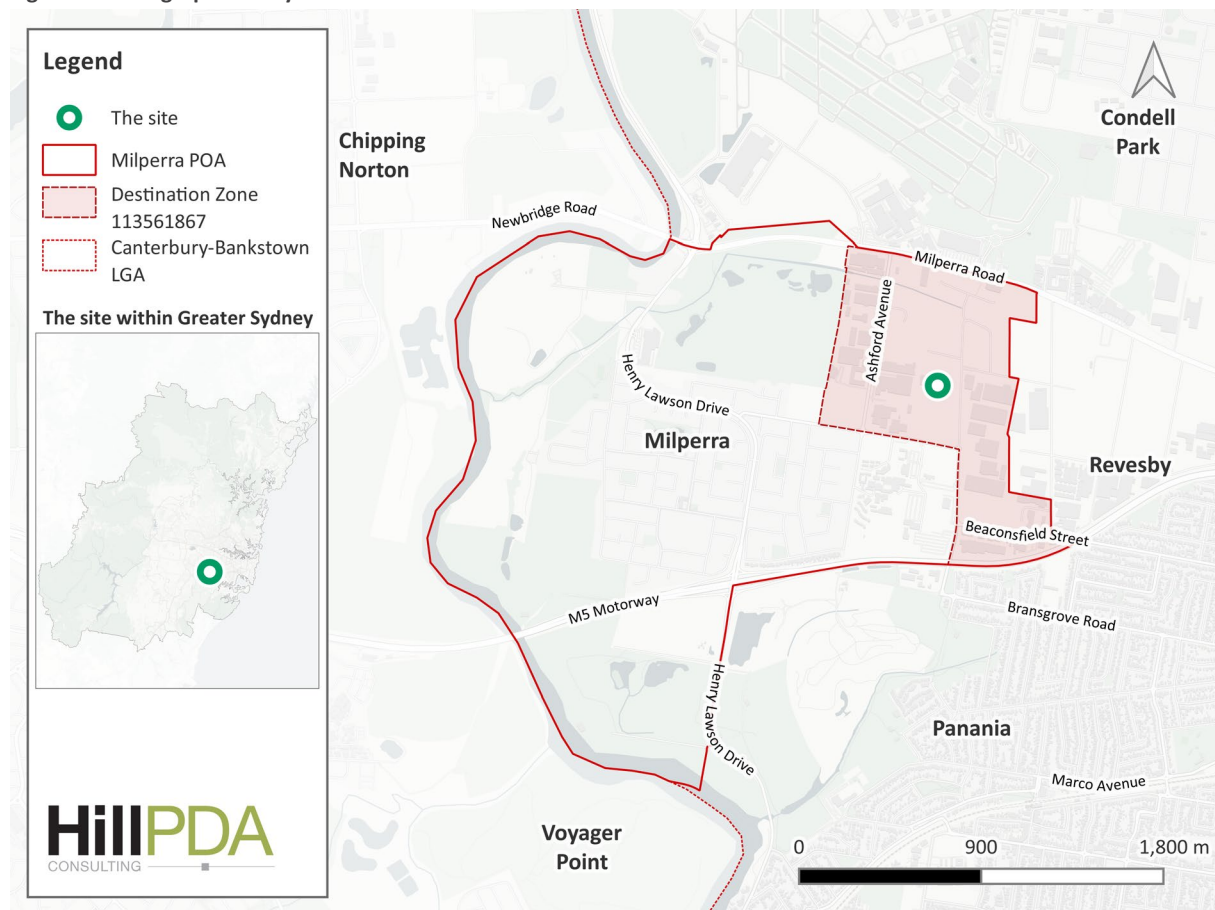 Legend
The site
Milperra POA
Destination Zone
113561867
Canterbury-Bankstown
LGA
The site within Greater Sydney
HillPDA
CONSULTING
Chipping
Norton
Condell
Park
Newbridge Road
Milperra Road
Ashford Avenue
Henry Lawson Drive
Milperra
Revesby
Beaconsfield Street
M5 Motorway
Bransgrove Road
Henry Lawson Drive
Panania
Marco Avenue
Voyager
Point
0 900 1,800 m